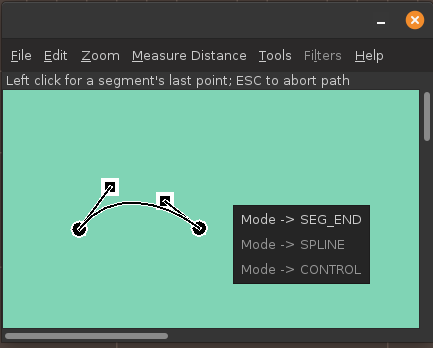 File Edit Zoom Measure Distance Tools Filters Help
Left click for a segment's last point; ESC to abort path
Mode -> SEG_END
Mode -> SPLINE
Mode -> CONTROL